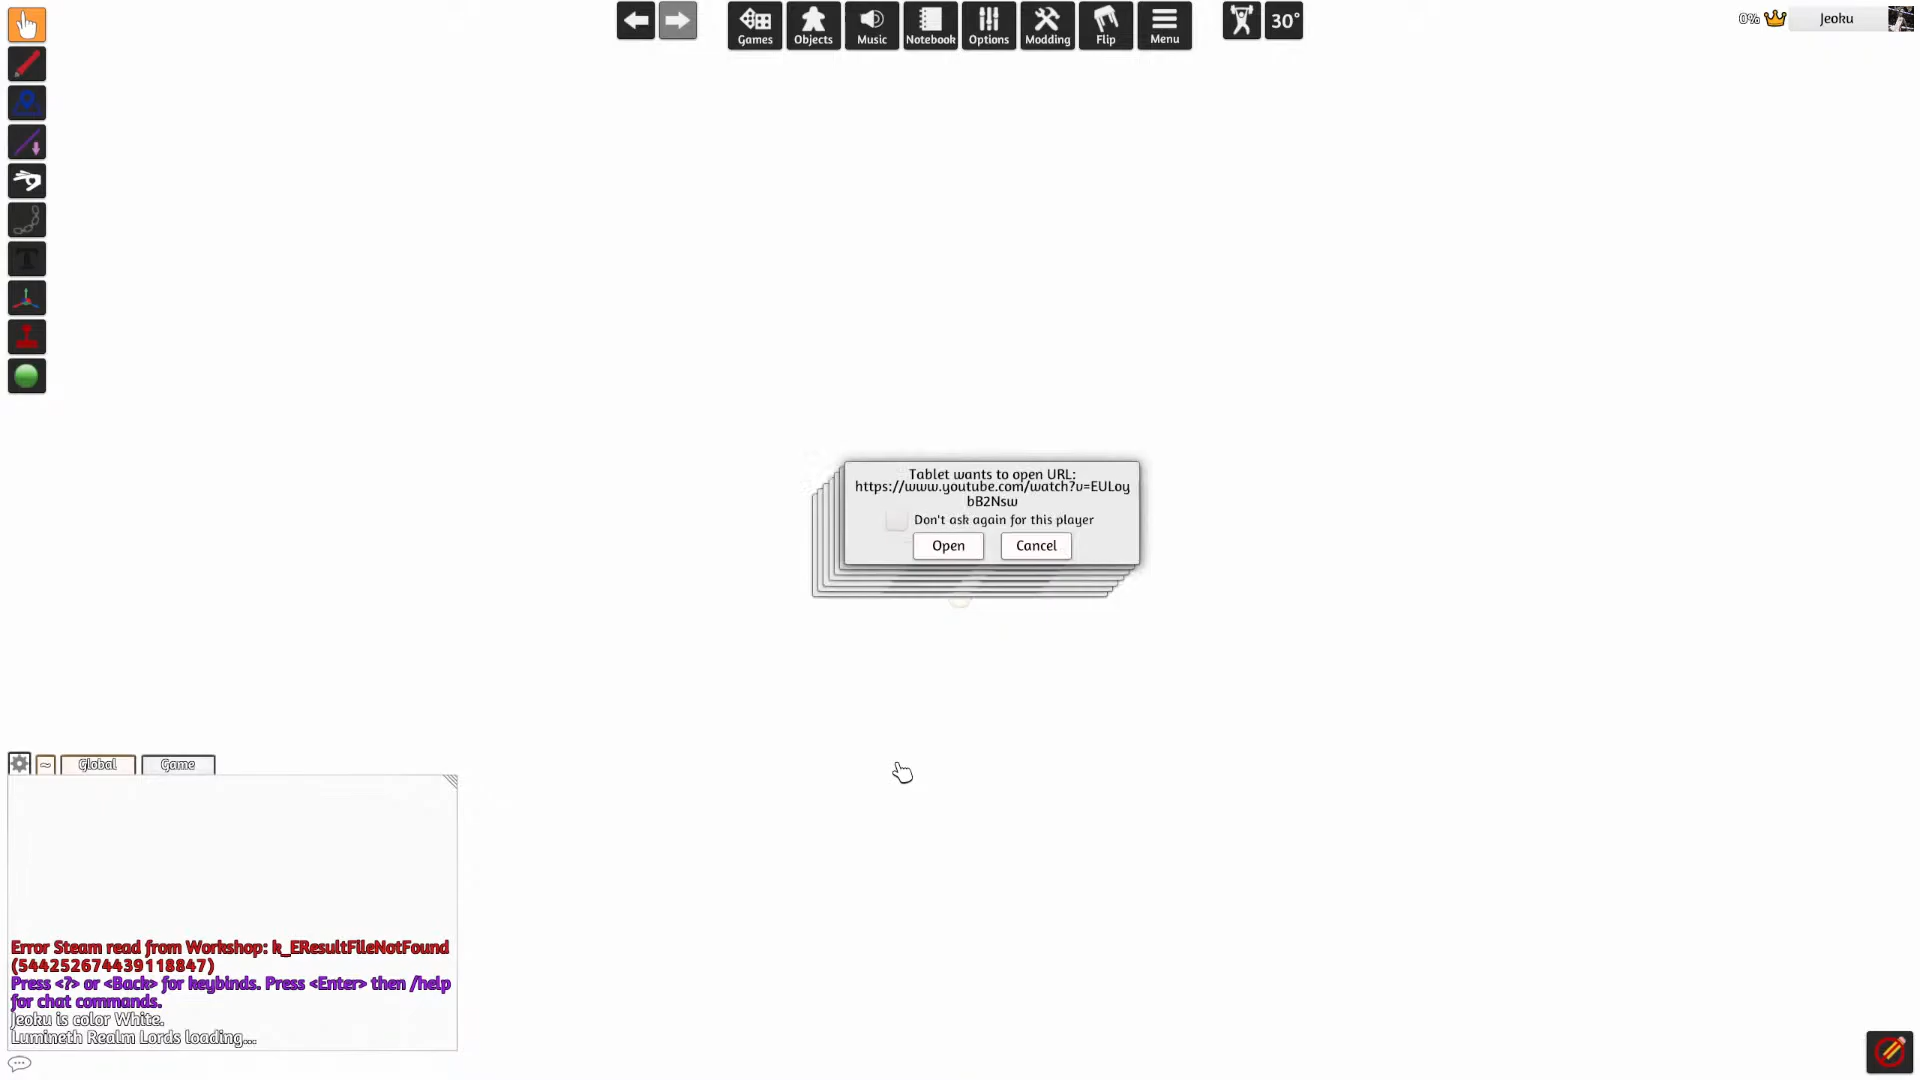 Games
Objects
Music
Notebook
Options
Modding
Flip
Menu
30°
0%
Jeoku
Tablet wants to open URL:
https://www.youtube.com/watch?v=EULoy
bB2Nsw
Don't ask again for this player
Open
Cancel
~
Global
Game
Error Steam read from Workshop: k_EResultFileNotFound
(544252674439118847)
Press <?> or <Back> for keybinds. Press <Enter> then /help
for chat commands.
Jeoku is color White.
Lumineth Realm Lords loading...